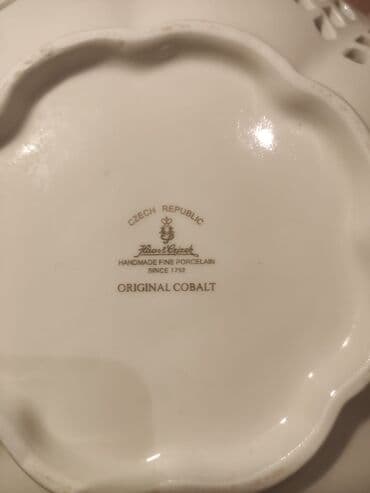 CZECH REPUBLIC
Haas & Czjzek
HANDMADE FINE PORCELAIN
SINCE 1792
ORIGINAL COBALT